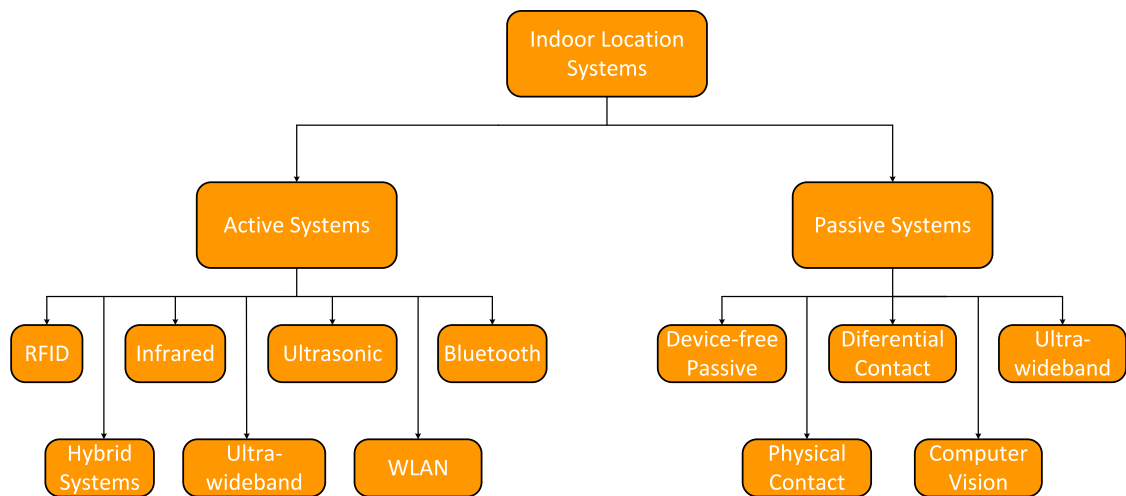 Indoor Location
Systems
Active Systems
Passive Systems
RFID
Infrared
Ultrasonic
Bluetooth
Device-free
Passive
Diferential
Contact
Ultra-
wideband
Hybrid
Systems
Ultra-
wideband
WLAN
Physical
Contact
Computer
Vision